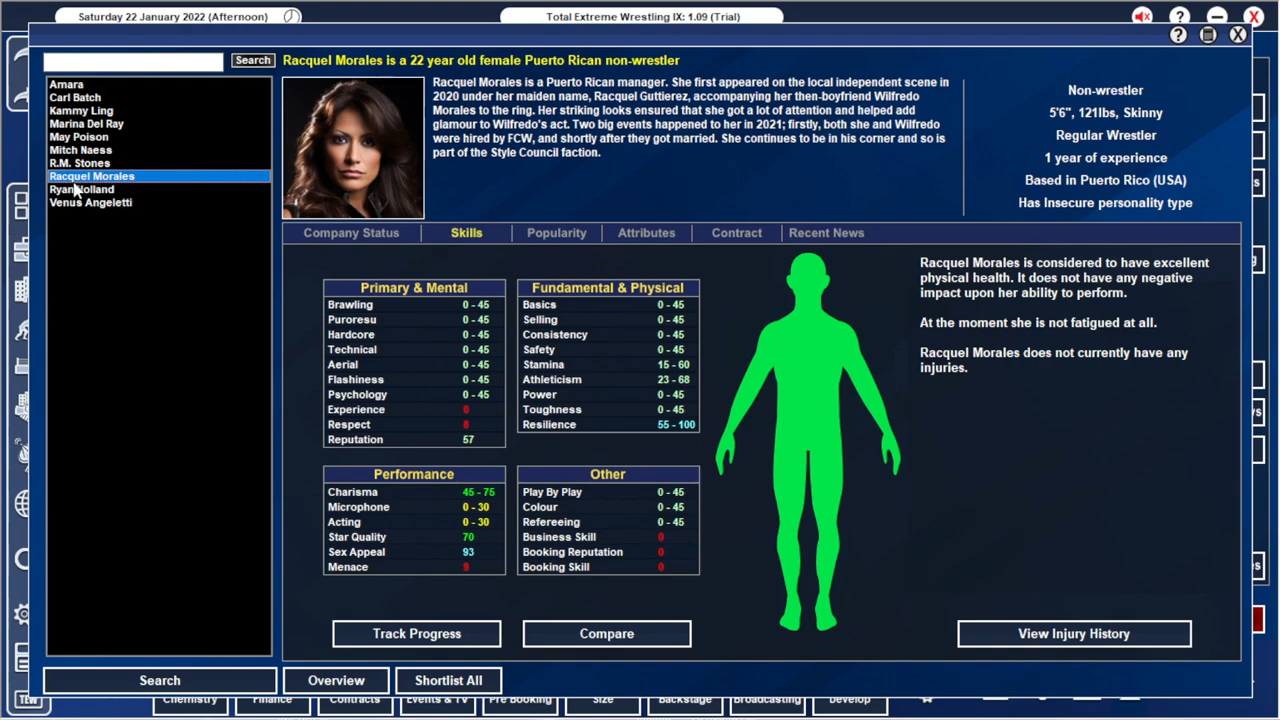 Saturday 22 January 2022 (Afternoon)
Total Extreme Wrestling IX: 1.09 (Trial)
Search
Racquel Morales is a 22 year old female Puerto Rican non-wrestler
Amara
Carl Batch
Kammy Ling
Marina Del Ray
May Poison
Mitch Naess
R.M. Stones
Racquel Morales
Ryan Holland
Venus Angeletti
Racquel Morales is a Puerto Rican manager. She first appeared on the local independent scene in
2020 under her maiden name, Racquel Guttierez, accompanying her then-boyfriend Wilfredo
Morales to the ring. Her striking looks ensured that she got a lot of attention and helped add
glamour to Wilfredo's act. Two big events happened to her in 2021; firstly, both she and Wilfredo
were hired by FCW, and shortly after they got married. She continues to be in his corner and so is
part of the Style Council faction.
Non-wrestler
5'6", 121lbs, Skinny
Regular Wrestler
1 year of experience
Based in Puerto Rico (USA)
Has Insecure personality type
Company Status Skills Popularity Attributes Contract Recent News
Primary & Mental
Brawling 0 - 45
Puroresu 0 - 45
Hardcore 0 - 45
Technical 0 - 45
Aerial 0 - 45
Flashiness 0 - 45
Psychology 0 - 45
Experience 0
Respect 8
Reputation 57
Fundamental & Physical
Basics 0 - 45
Selling 0 - 45
Consistency 0 - 45
Safety 0 - 45
Stamina 15 - 60
Athleticism 23 - 68
Power 0 - 45
Toughness 0 - 45
Resilience 55 - 100
Performance
Charisma 45 - 75
Microphone 0 - 30
Acting 0 - 30
Star Quality 70
Sex Appeal 93
Menace 9
Other
Play By Play 0 - 45
Colour 0 - 45
Refereeing 0 - 45
Business Skill 0
Booking Reputation 0
Booking Skill 0
Racquel Morales is considered to have excellent
physical health. It does not have any negative
impact upon her ability to perform.
At the moment she is not fatigued at all.
Racquel Morales does not currently have any
injuries.
Track Progress Compare View Injury History
Search Overview Shortlist All
TEW Chemistry Finance Contracts Events & TV Pre Booking Size Backstage Broadcasting Develop